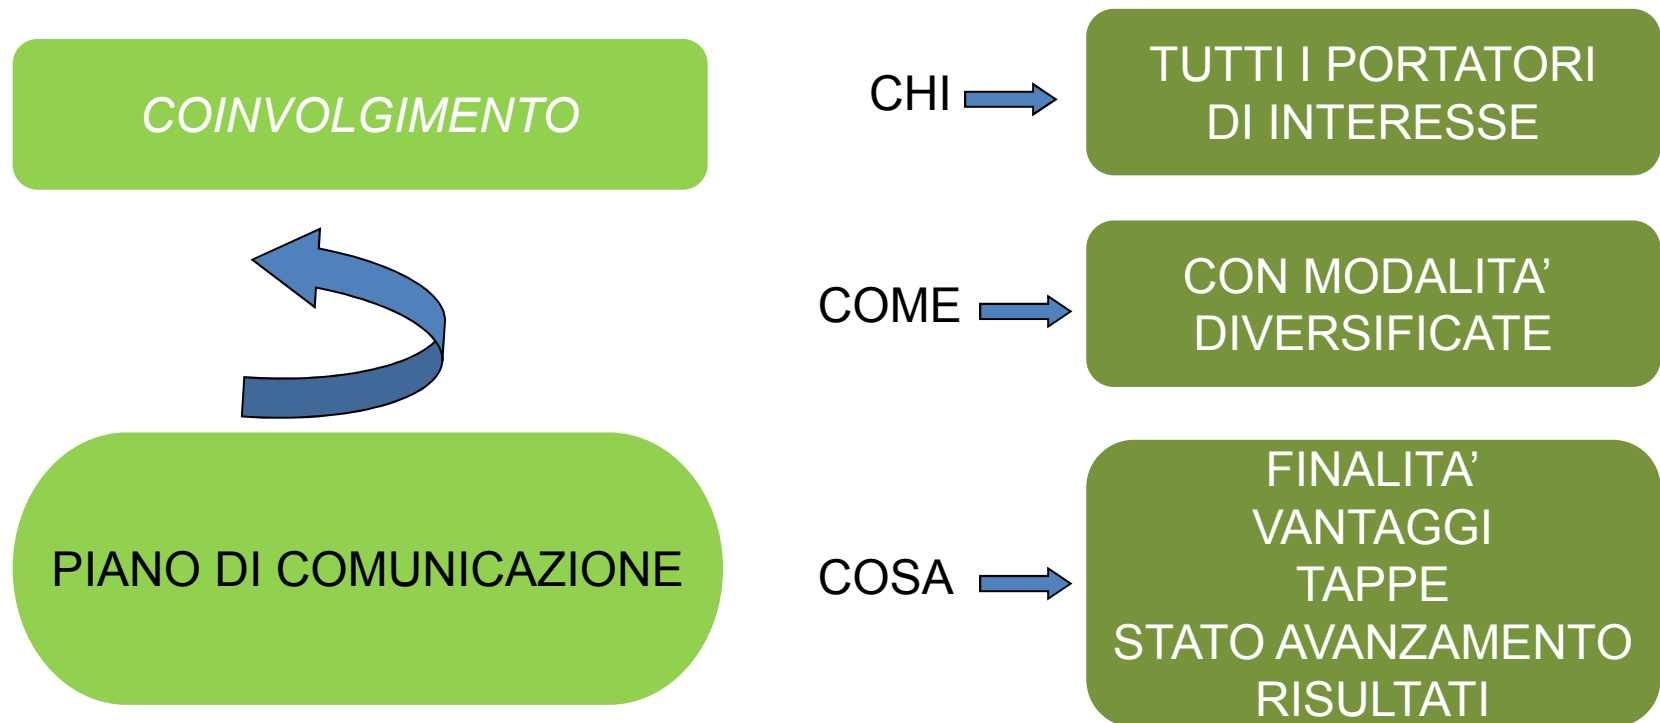 COINVOLGIMENTO
PIANO DI COMUNICAZIONE
CHI
TUTTI I PORTATORI
DI INTERESSE
COME
CON MODALITA’
DIVERSIFICATE
COSA
FINALITA’
VANTAGGI
TAPPE
STATO AVANZAMENTO
RISULTATI